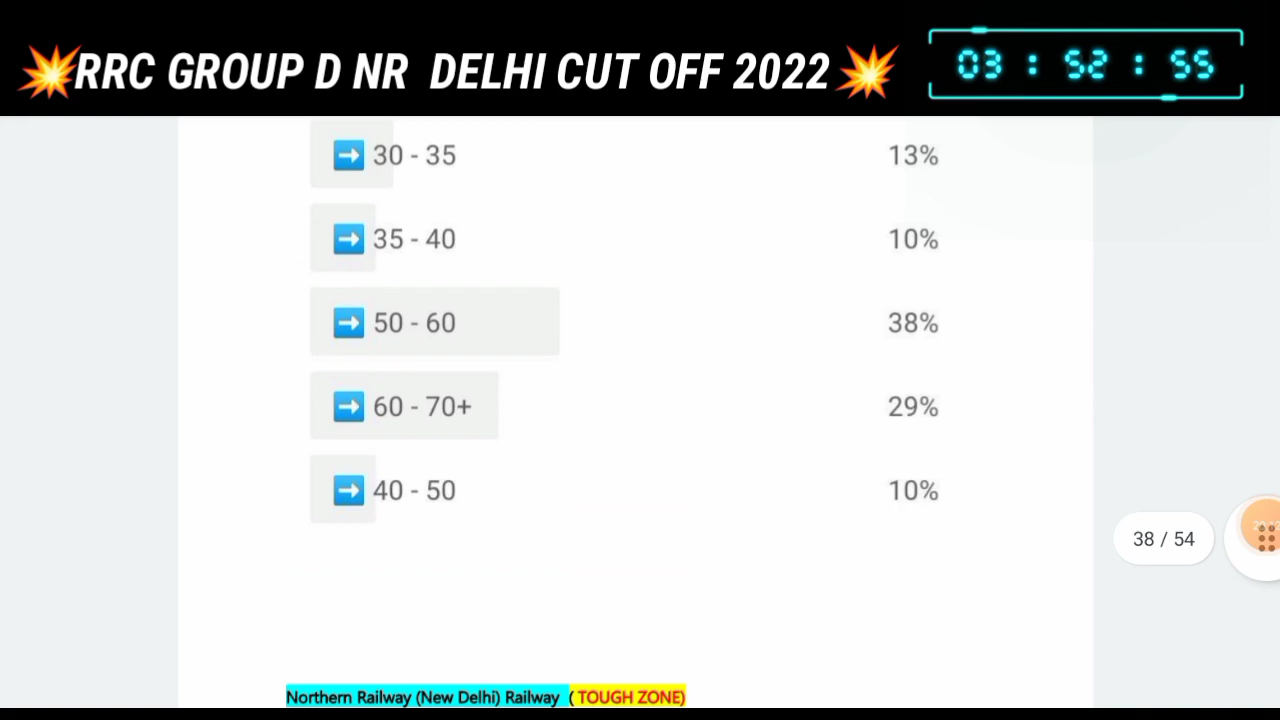 💥RRC GROUP D NR DELHI CUT OFF 2022💥
03 : 52 : 55
➡️ 30 - 35 13%
➡️ 35 - 40 10%
➡️ 50 - 60 38%
➡️ 60 - 70+ 29%
➡️ 40 - 50 10%
38 / 54
Northern Railway (New Delhi) Railway ( TOUGH ZONE)